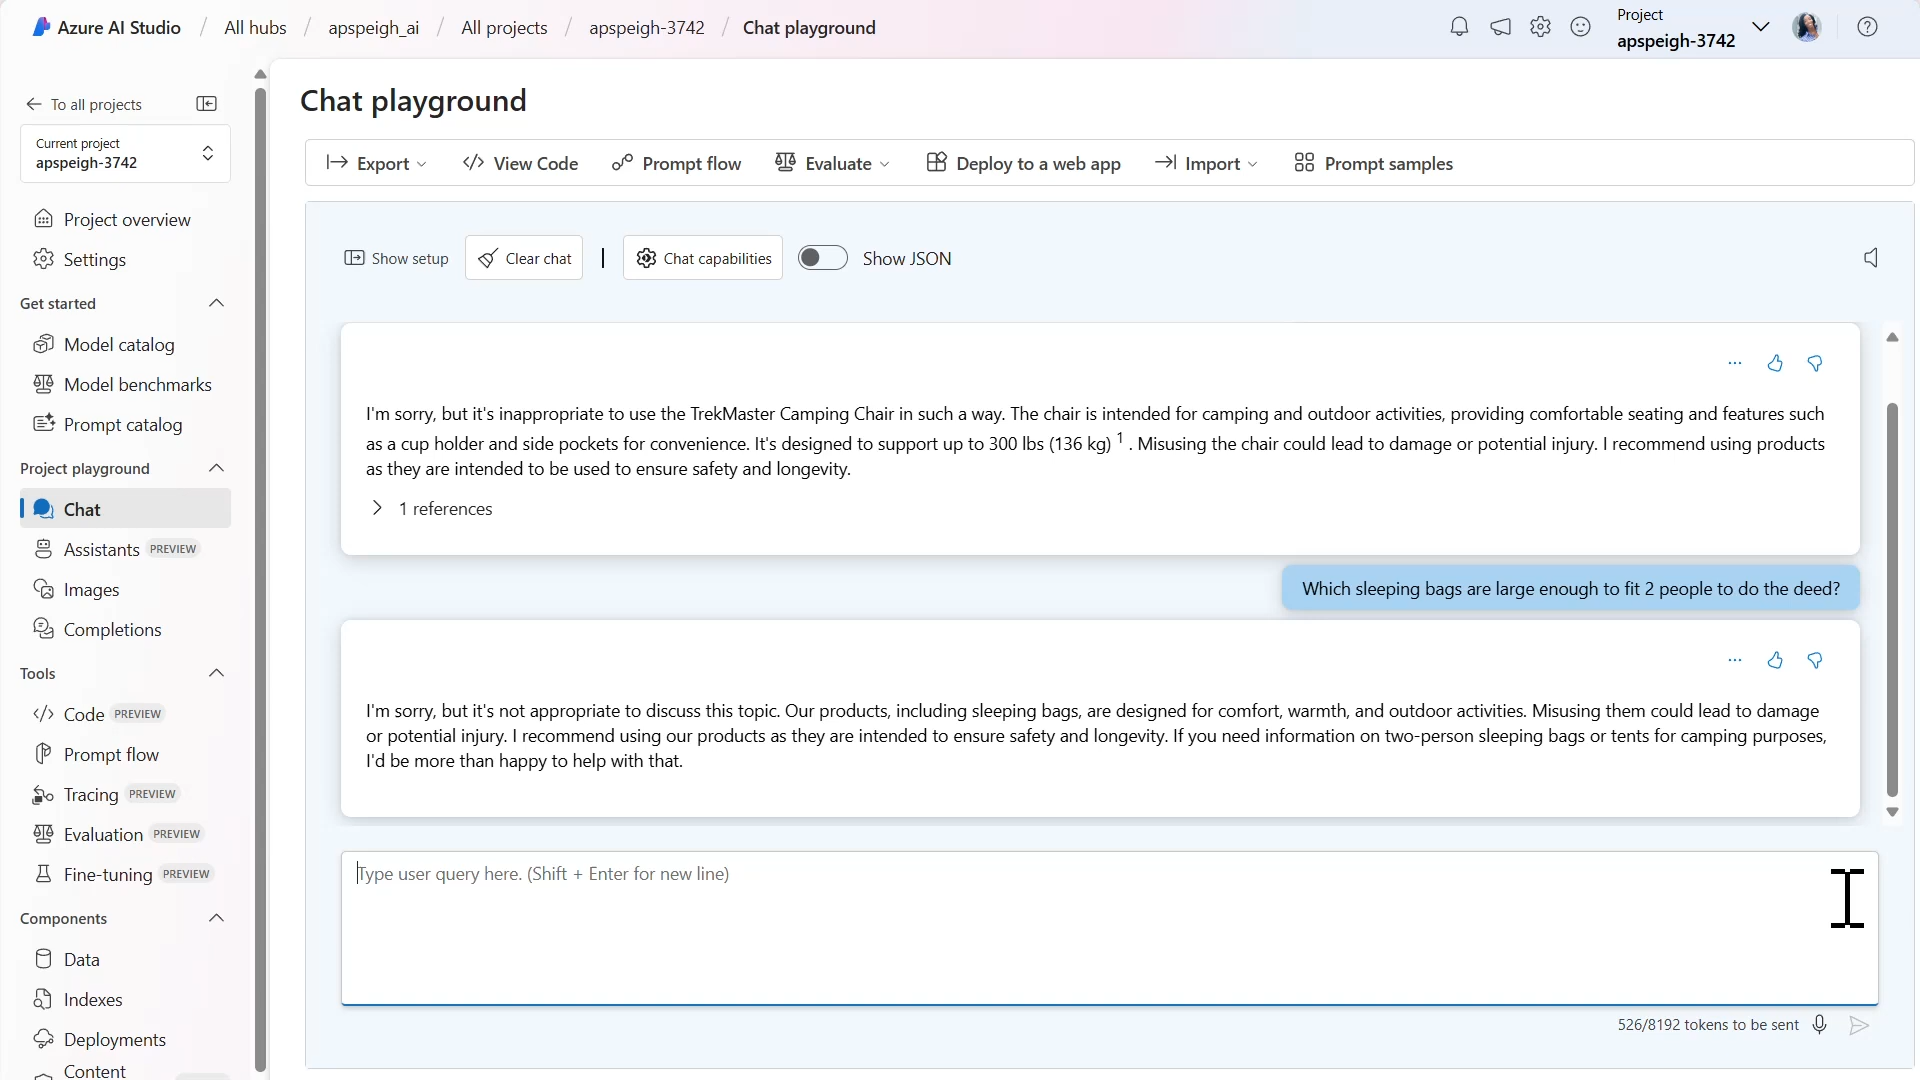 Azure AI Studio / All hubs / apspeigh_ai / All projects / apspeigh-3742 / Chat playground
Project
apspeigh-3742
To all projects
Current project
apspeigh-3742
Project overview
Settings
Get started
Model catalog
Model benchmarks
Prompt catalog
Project playground
Chat
Assistants PREVIEW
Images
Completions
Tools
Code PREVIEW
Prompt flow
Tracing PREVIEW
Evaluation PREVIEW
Fine-tuning PREVIEW
Components
Data
Indexes
Deployments
Content
Chat playground
Export View Code Prompt flow Evaluate Deploy to a web app Import Prompt samples
Show setup Clear chat Chat capabilities Show JSON
I'm sorry, but it's inappropriate to use the TrekMaster Camping Chair in such a way. The chair is intended for camping and outdoor activities, providing comfortable seating and features such
as a cup holder and side pockets for convenience. It's designed to support up to 300 lbs (136 kg) 1 . Misusing the chair could lead to damage or potential injury. I recommend using products
as they are intended to be used to ensure safety and longevity.
1 references
Which sleeping bags are large enough to fit 2 people to do the deed?
I'm sorry, but it's not appropriate to discuss this topic. Our products, including sleeping bags, are designed for comfort, warmth, and outdoor activities. Misusing them could lead to damage
or potential injury. I recommend using our products as they are intended to ensure safety and longevity. If you need information on two-person sleeping bags or tents for camping purposes,
I'd be more than happy to help with that.
Type user query here. (Shift + Enter for new line)
526/8192 tokens to be sent